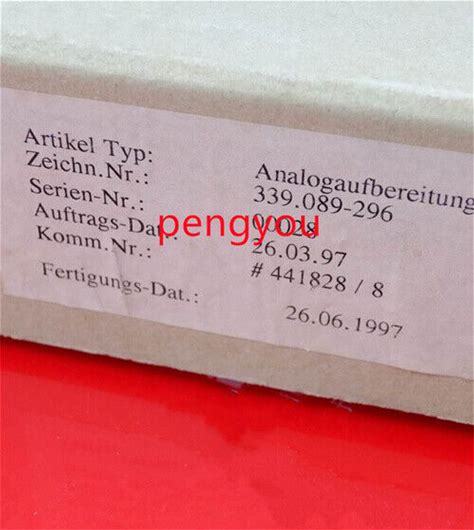 Artikel Typ: Analogaufbereitung
Zeichn.Nr.: 339.089-296
Serien-Nr.: 00028
Auftrags-Dat.: 26.03.97
Komm.Nr.: # 441828 / 8
Fertigungs-Dat.: 26.06.1997
pengyou